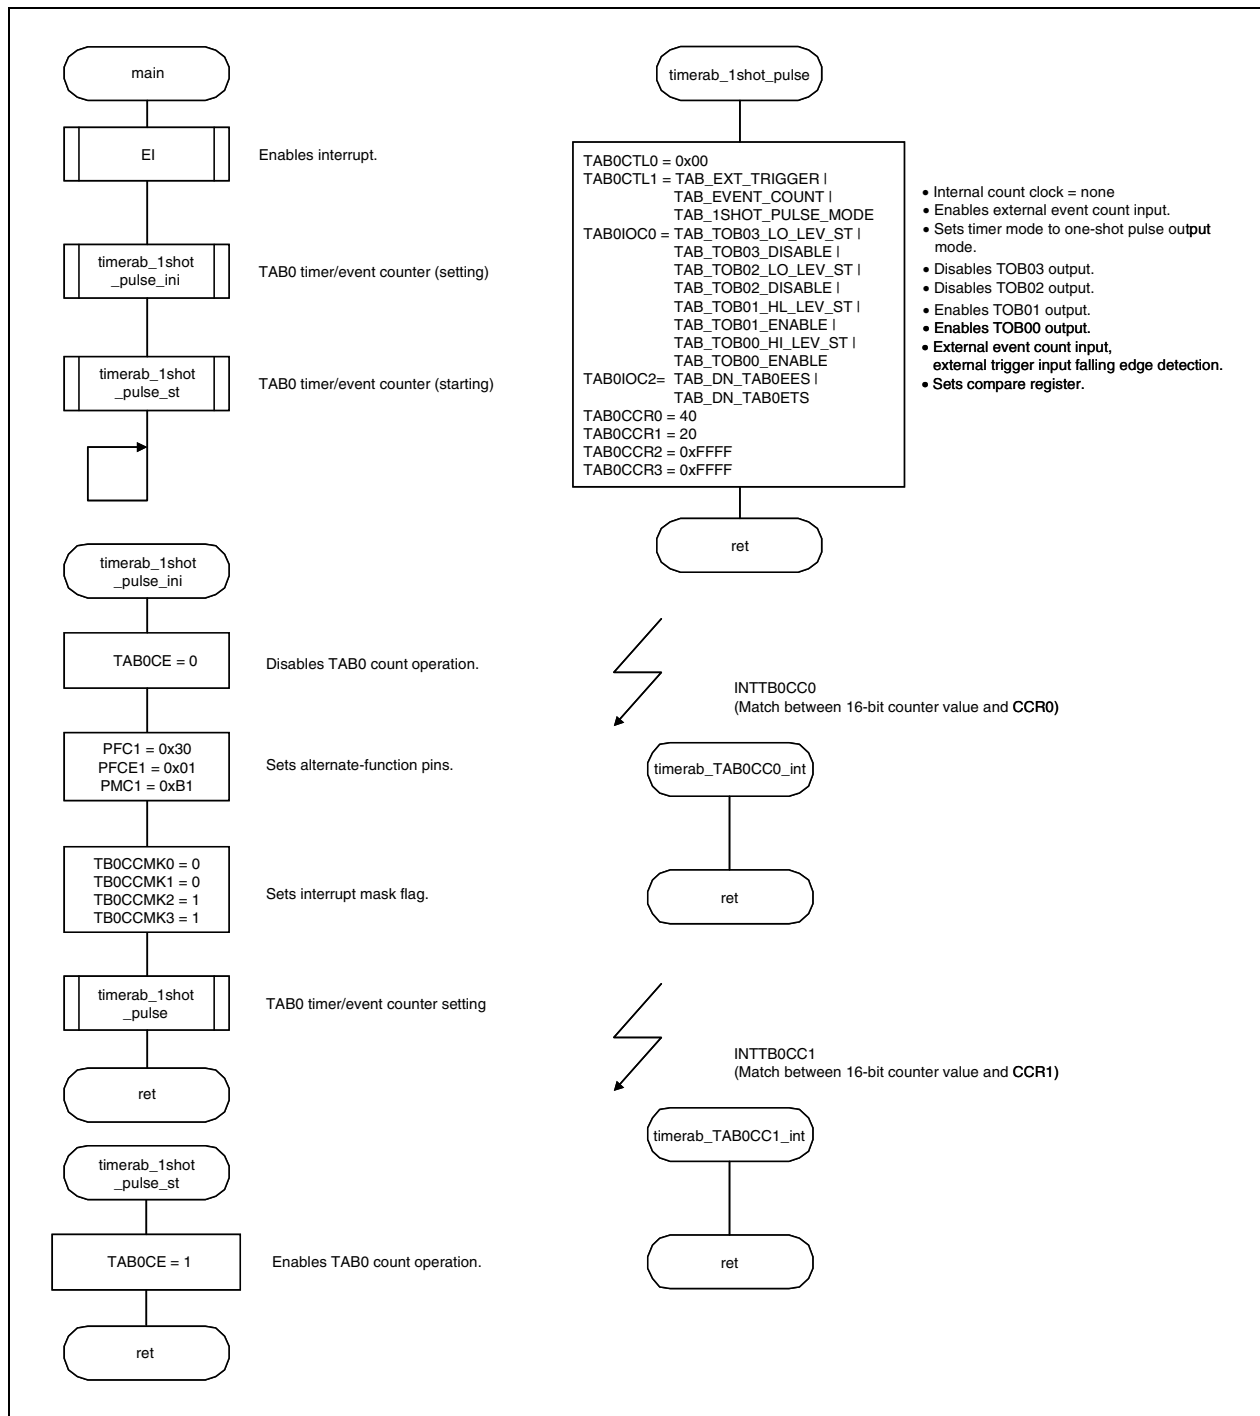 main
EI
Enables interrupt.
timerab_1shot
_pulse_ini
TAB0 timer/event counter (setting)
timerab_1shot
_pulse_st
TAB0 timer/event counter (starting)
timerab_1shot
_pulse_ini
TAB0CE = 0
Disables TAB0 count operation.
PFC1 = 0x30
PFCE1 = 0x01
PMC1 = 0xB1
Sets alternate-function pins.
TB0CCMK0 = 0
TB0CCMK1 = 0
TB0CCMK2 = 1
TB0CCMK3 = 1
Sets interrupt mask flag.
timerab_1shot
_pulse
TAB0 timer/event counter setting
ret
timerab_1shot
_pulse_st
TAB0CE = 1
Enables TAB0 count operation.
ret
timerab_1shot_pulse
TAB0CTL0 = 0x00
TAB0CTL1 = TAB_EXT_TRIGGER |
TAB_EVENT_COUNT |
TAB_1SHOT_PULSE_MODE
TAB0IOC0 = TAB_TOB03_LO_LEV_ST |
TAB_TOB03_DISABLE |
TAB_TOB02_LO_LEV_ST |
TAB_TOB02_DISABLE |
TAB_TOB01_HL_LEV_ST |
TAB_TOB01_ENABLE |
TAB_TOB00_HI_LEV_ST |
TAB_TOB00_ENABLE
TAB0IOC2= TAB_DN_TAB0EES |
TAB_DN_TAB0ETS
TAB0CCR0 = 40
TAB0CCR1 = 20
TAB0CCR2 = 0xFFFF
TAB0CCR3 = 0xFFFF
• Internal count clock = none
• Enables external event count input.
• Sets timer mode to one-shot pulse output
mode.
• Disables TOB03 output.
• Disables TOB02 output.
• Enables TOB01 output.
• Enables TOB00 output.
• External event count input,
external trigger input falling edge detection.
• Sets compare register.
ret
INTTB0CC0
(Match between 16-bit counter value and CCR0)
timerab_TAB0CC0_int
ret
INTTB0CC1
(Match between 16-bit counter value and CCR1)
timerab_TAB0CC1_int
ret